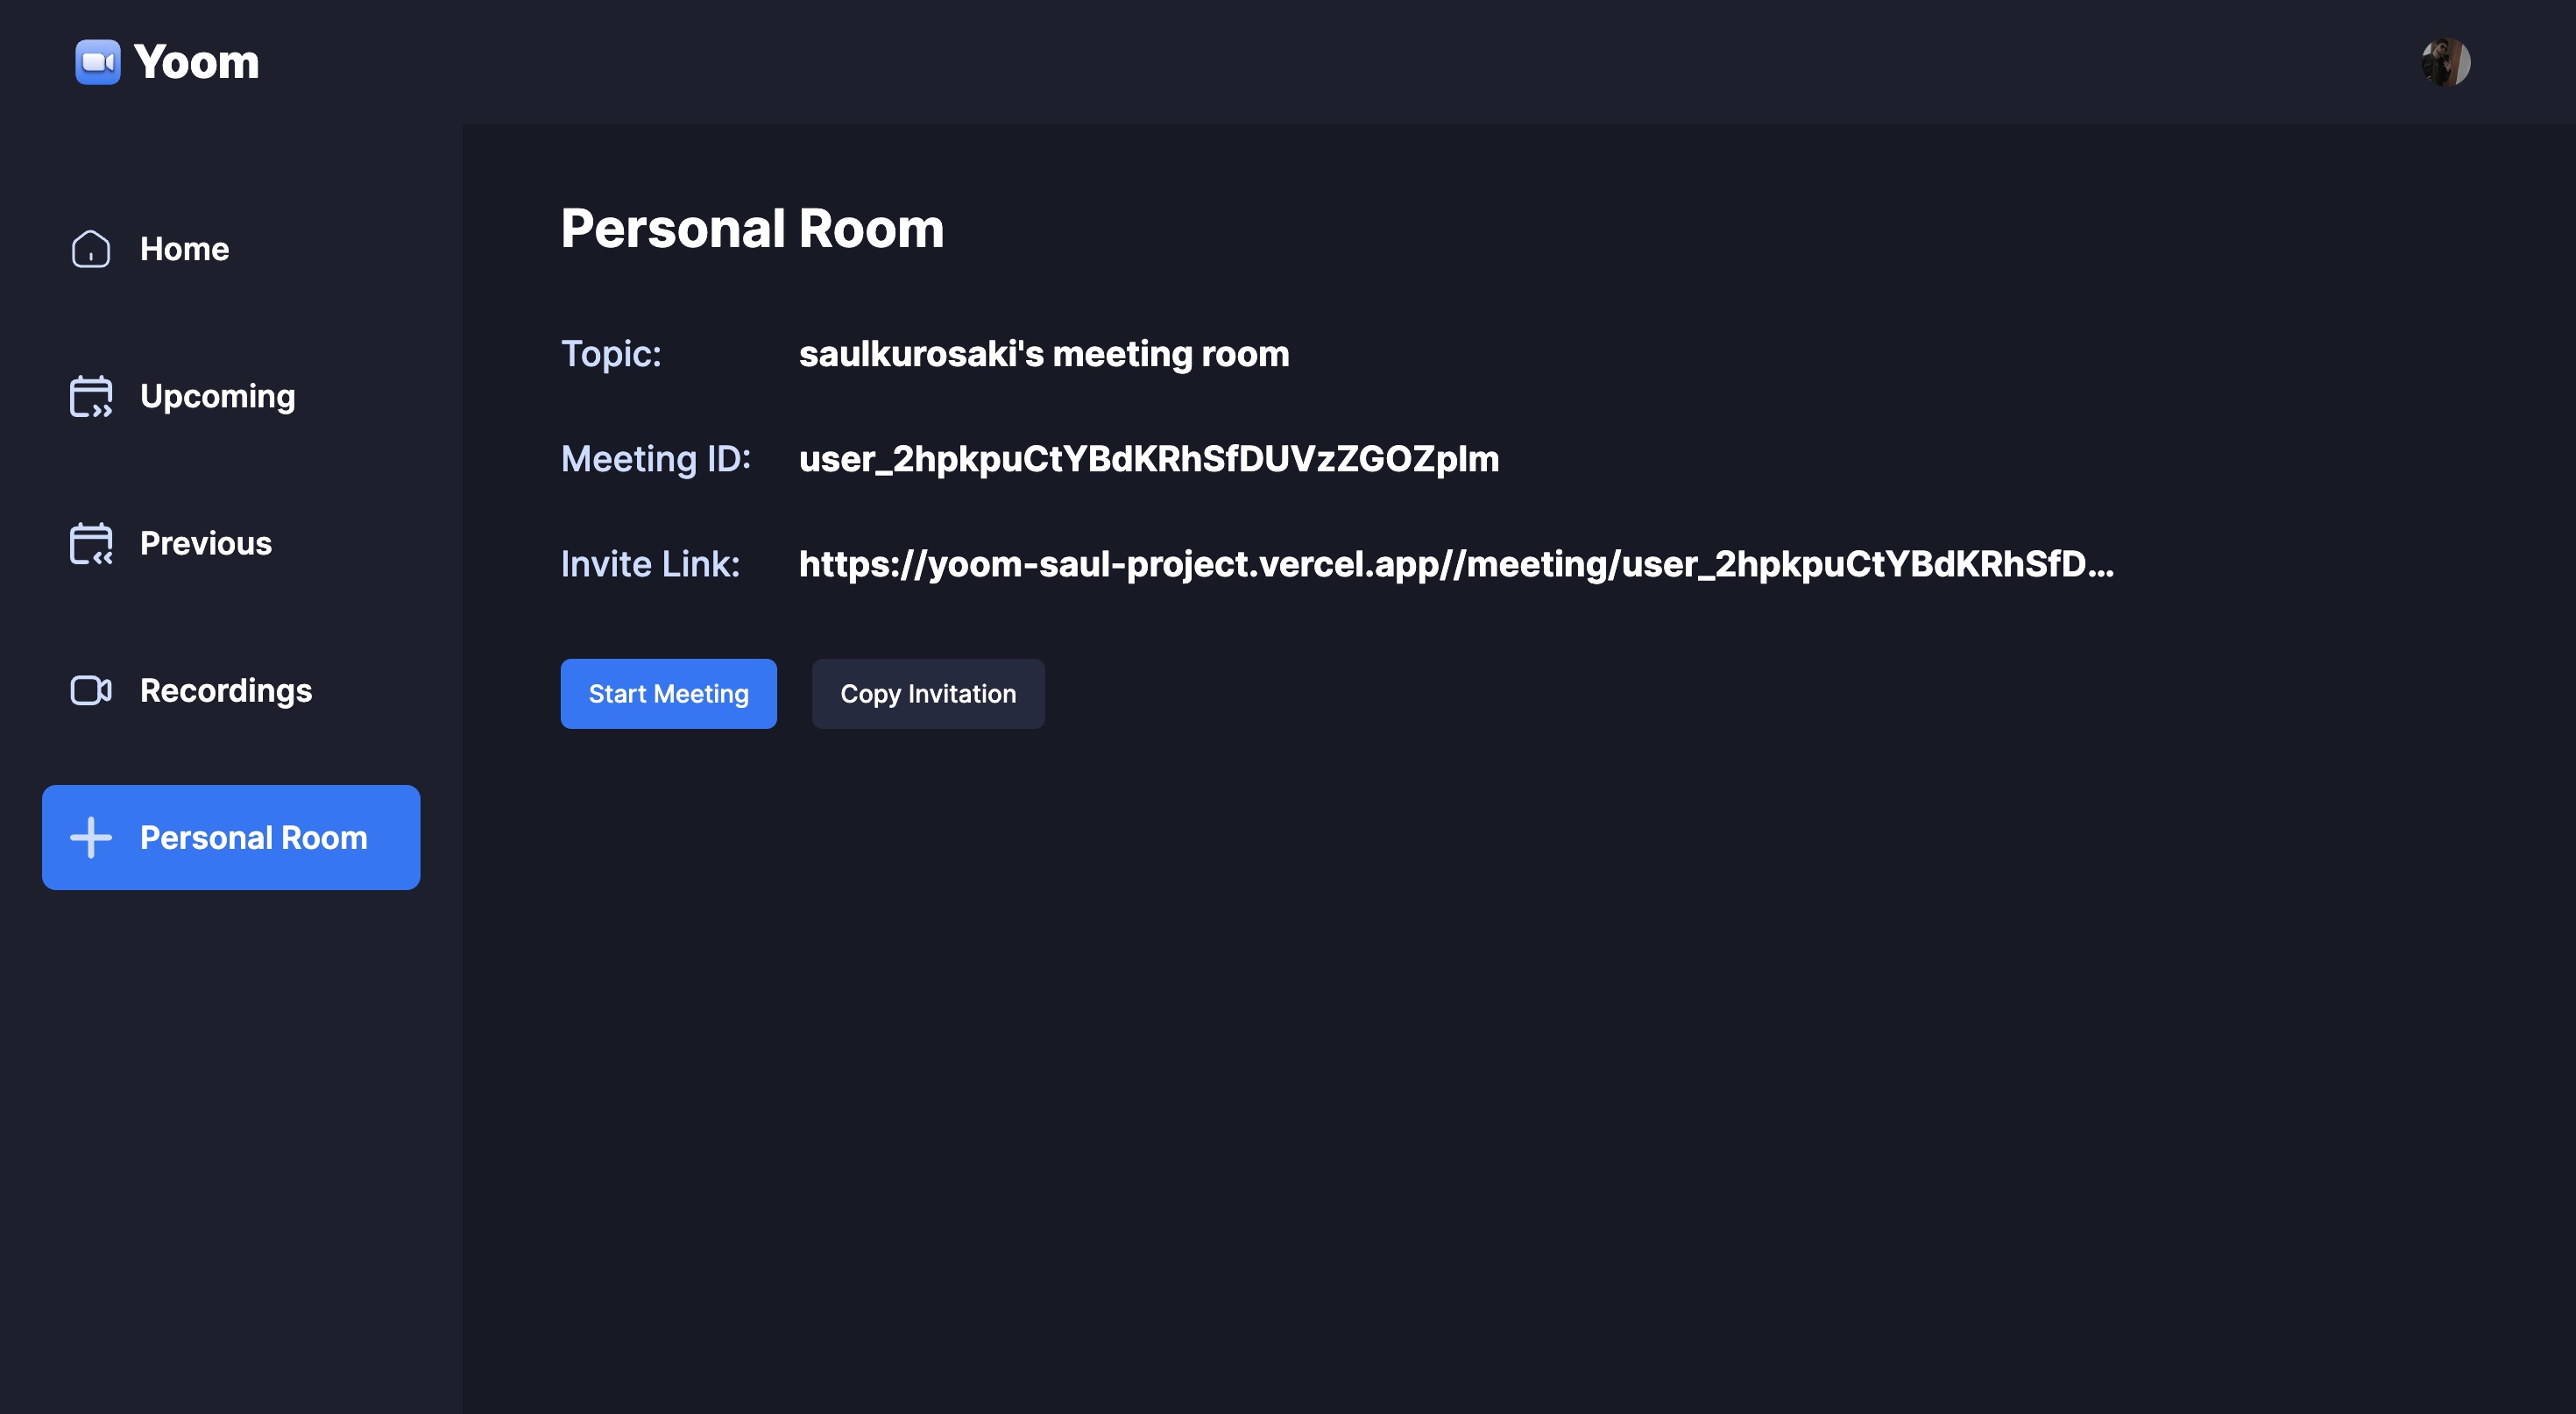 Yoom
Home
Upcoming
Previous
Recordings
Personal Room
Personal Room
Topic: saulkurosaki's meeting room
Meeting ID: user_2hpkpuCtYBdKRhSfDUVzZGOZplm
Invite Link: https://yoom-saul-project.vercel.app//meeting/user_2hpkpuCtYBdKRhSfD...
Start Meeting Copy Invitation